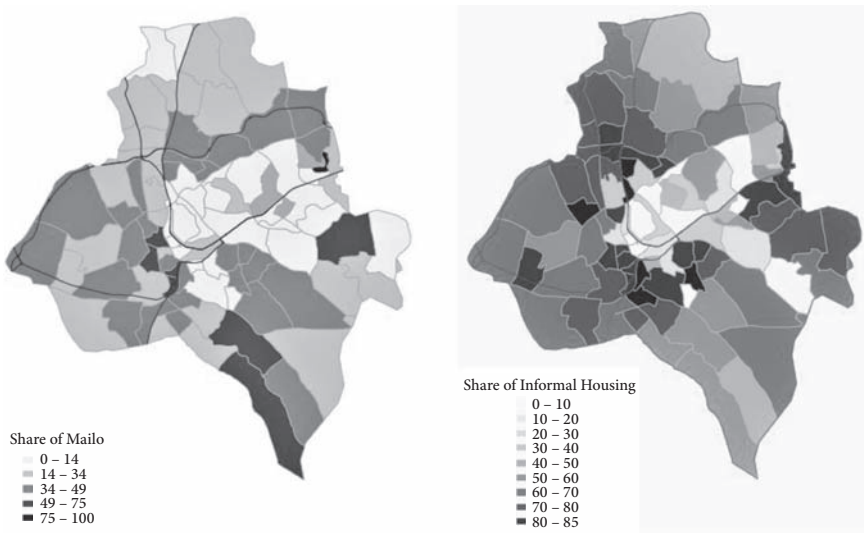 Share of Mailo
0 – 14
14 – 34
34 – 49
49 – 75
75 – 100
Share of Informal Housing
0 – 10
10 – 20
20 – 30
30 – 40
40 – 50
50 – 60
60 – 70
70 – 80
80 – 85